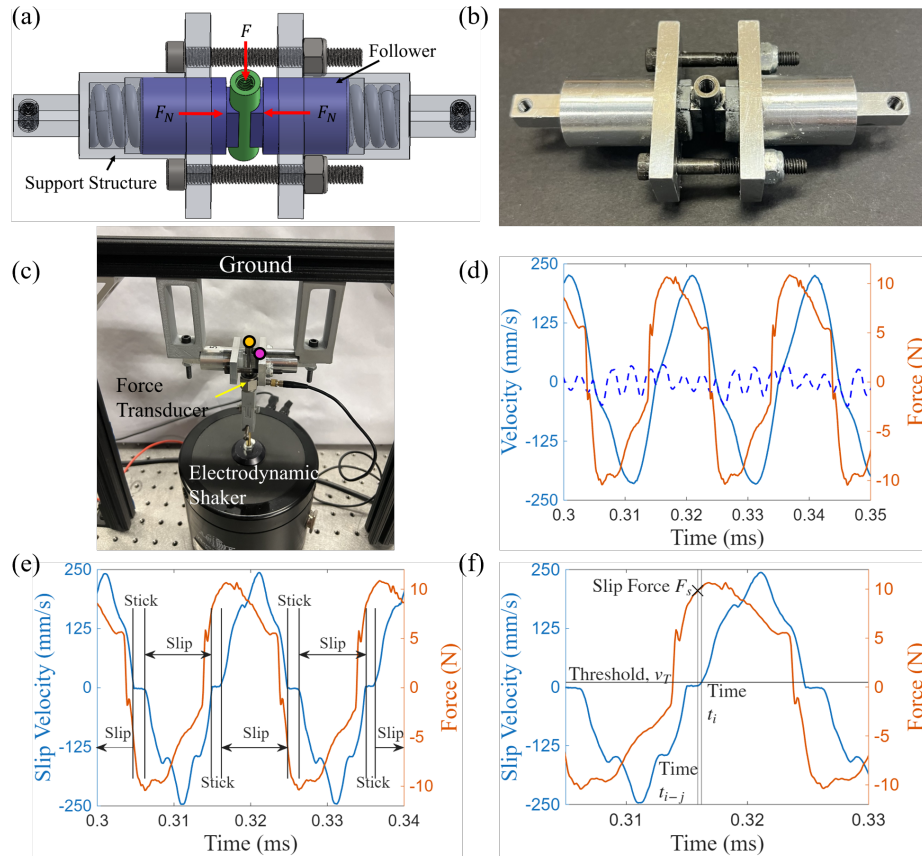 (a)
F
Follower
F_N
F_N
Support Structure
(b)
(c)
Ground
Force
Transducer
Electrodynamic
Shaker
(d)
250
125
0
-125
-250
Velocity (mm/s)
10
5
0
-5
-10
Force (N)
0.3
0.31
0.32
0.33
0.34
0.35
Time (ms)
(e)
250
125
0
-125
-250
Slip Velocity (mm/s)
Stick
Stick
Slip
Slip
Slip
Slip
Slip
Stick
Stick
10
5
0
-5
-10
Force (N)
0.3
0.31
0.32
0.33
0.34
Time (ms)
(f)
250
125
0
-125
-250
Slip Velocity (mm/s)
Slip Force F_s
Threshold, v_T
Time
t_i
Time
t_{i-j}
10
5
0
-5
-10
Force (N)
0.31
0.32
0.33
Time (ms)